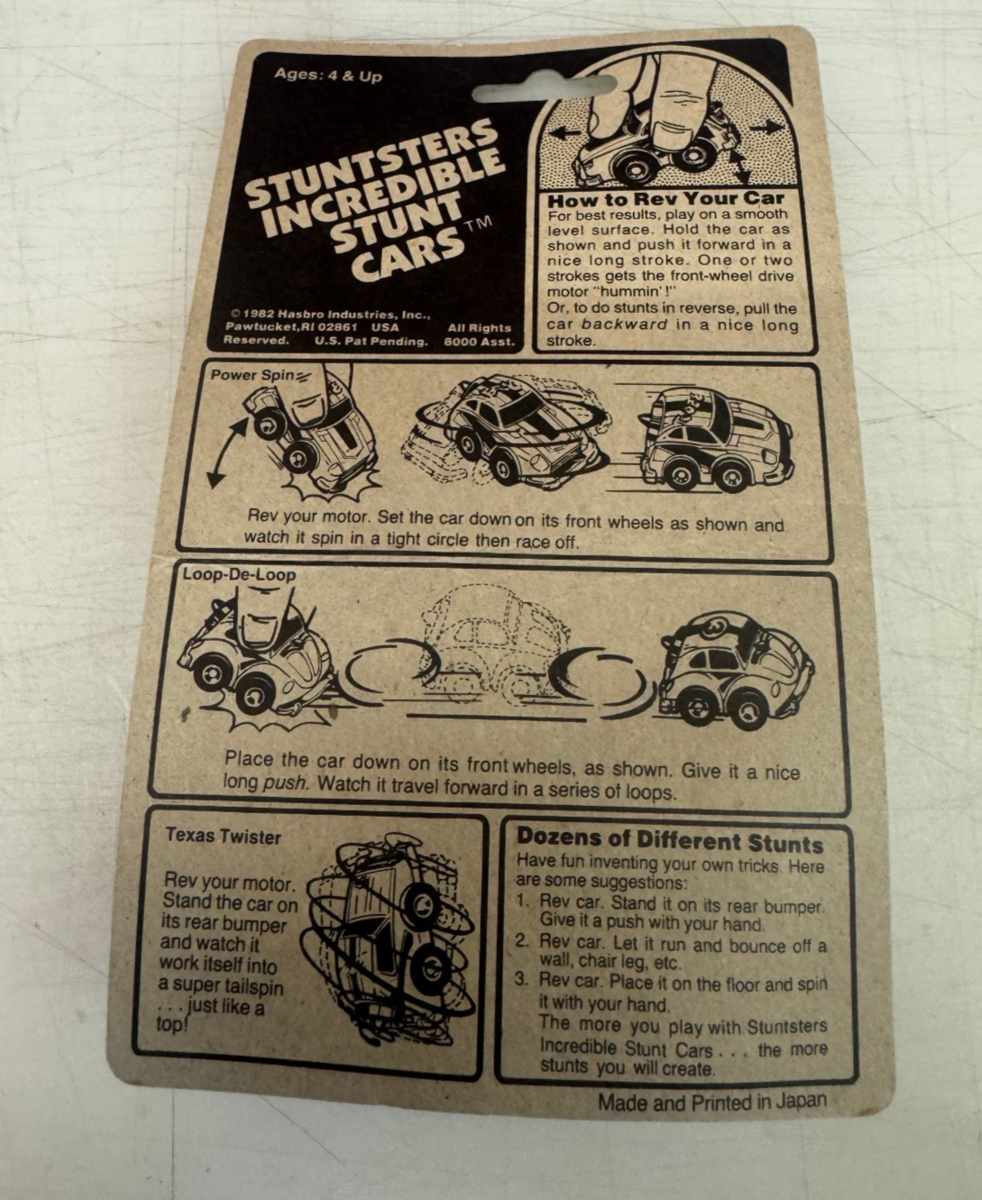 Ages: 4 & Up
STUNTSTERS
INCREDIBLE
STUNT
CARS™
© 1982 Hasbro Industries, Inc.,
Pawtucket, RI 02861 USA All Rights
Reserved. U.S. Pat Pending. 8000 Asst.
How to Rev Your Car
For best results, play on a smooth
level surface. Hold the car as
shown and push it forward in a
nice long stroke. One or two
strokes gets the front-wheel drive
motor "hummin'!"
Or, to do stunts in reverse, pull the
car backward in a nice long
stroke.
Power Spin
Rev your motor. Set the car down on its front wheels as shown and
watch it spin in a tight circle then race off.
Loop-De-Loop
Place the car down on its front wheels, as shown. Give it a nice
long push. Watch it travel forward in a series of loops.
Texas Twister
Rev your motor.
Stand the car on
its rear bumper
and watch it
work itself into
a super tailspin
. . . just like a
top!
Dozens of Different Stunts
Have fun inventing your own tricks. Here
are some suggestions:
1. Rev car. Stand it on its rear bumper.
Give it a push with your hand.
2. Rev car. Let it run and bounce off a
wall, chair leg, etc.
3. Rev car. Place it on the floor and spin
it with your hand.
The more you play with Stuntsters
Incredible Stunt Cars . . . the more
stunts you will create.
Made and Printed in Japan